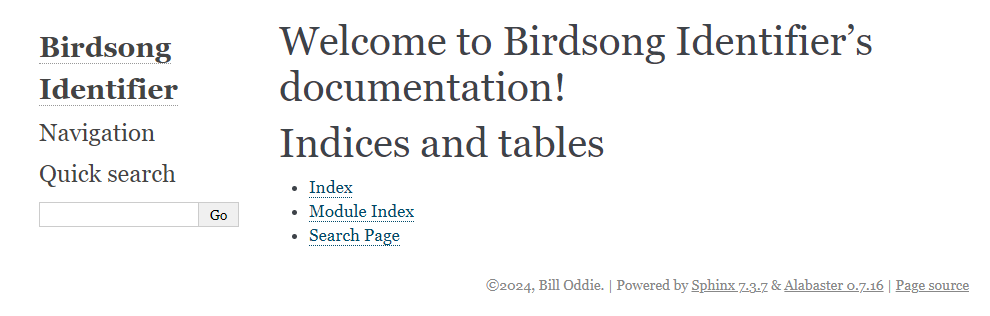 Birdsong
Identifier
Navigation
Quick search
Go
Welcome to Birdsong Identifier’s
documentation!
Indices and tables
Index
Module Index
Search Page
©2024, Bill Oddie. | Powered by Sphinx 7.3.7 & Alabaster 0.7.16 | Page source